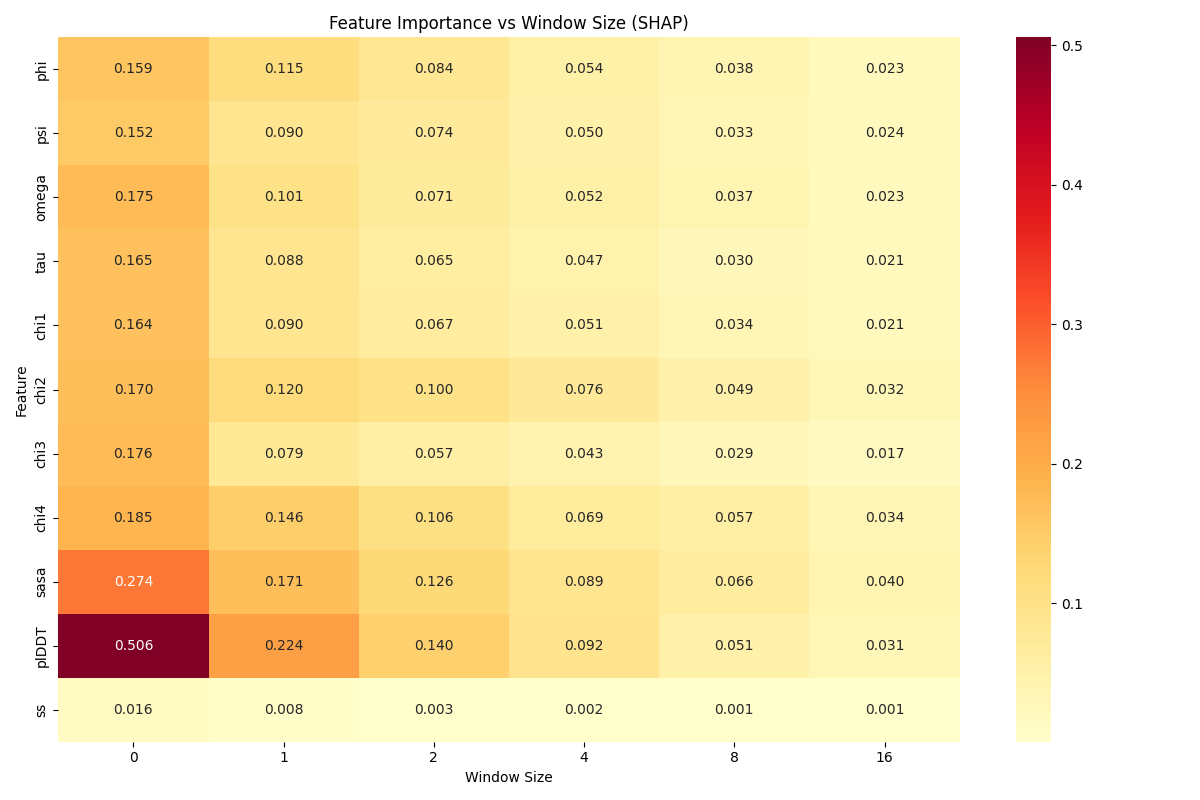 Feature Importance vs Window Size (SHAP)
phi 0.159 0.115 0.084 0.054 0.038 0.023
psi 0.152 0.090 0.074 0.050 0.033 0.024
omega 0.175 0.101 0.071 0.052 0.037 0.023
tau 0.165 0.088 0.065 0.047 0.030 0.021
chi1 0.164 0.090 0.067 0.051 0.034 0.021
chi2 0.170 0.120 0.100 0.076 0.049 0.032
chi3 0.176 0.079 0.057 0.043 0.029 0.017
chi4 0.185 0.146 0.106 0.069 0.057 0.034
sasa 0.274 0.171 0.126 0.089 0.066 0.040
plDDT 0.506 0.224 0.140 0.092 0.051 0.031
ss 0.016 0.008 0.003 0.002 0.001 0.001
0 1 2 4 8 16
Window Size
Feature
0.5
0.4
0.3
0.2
0.1